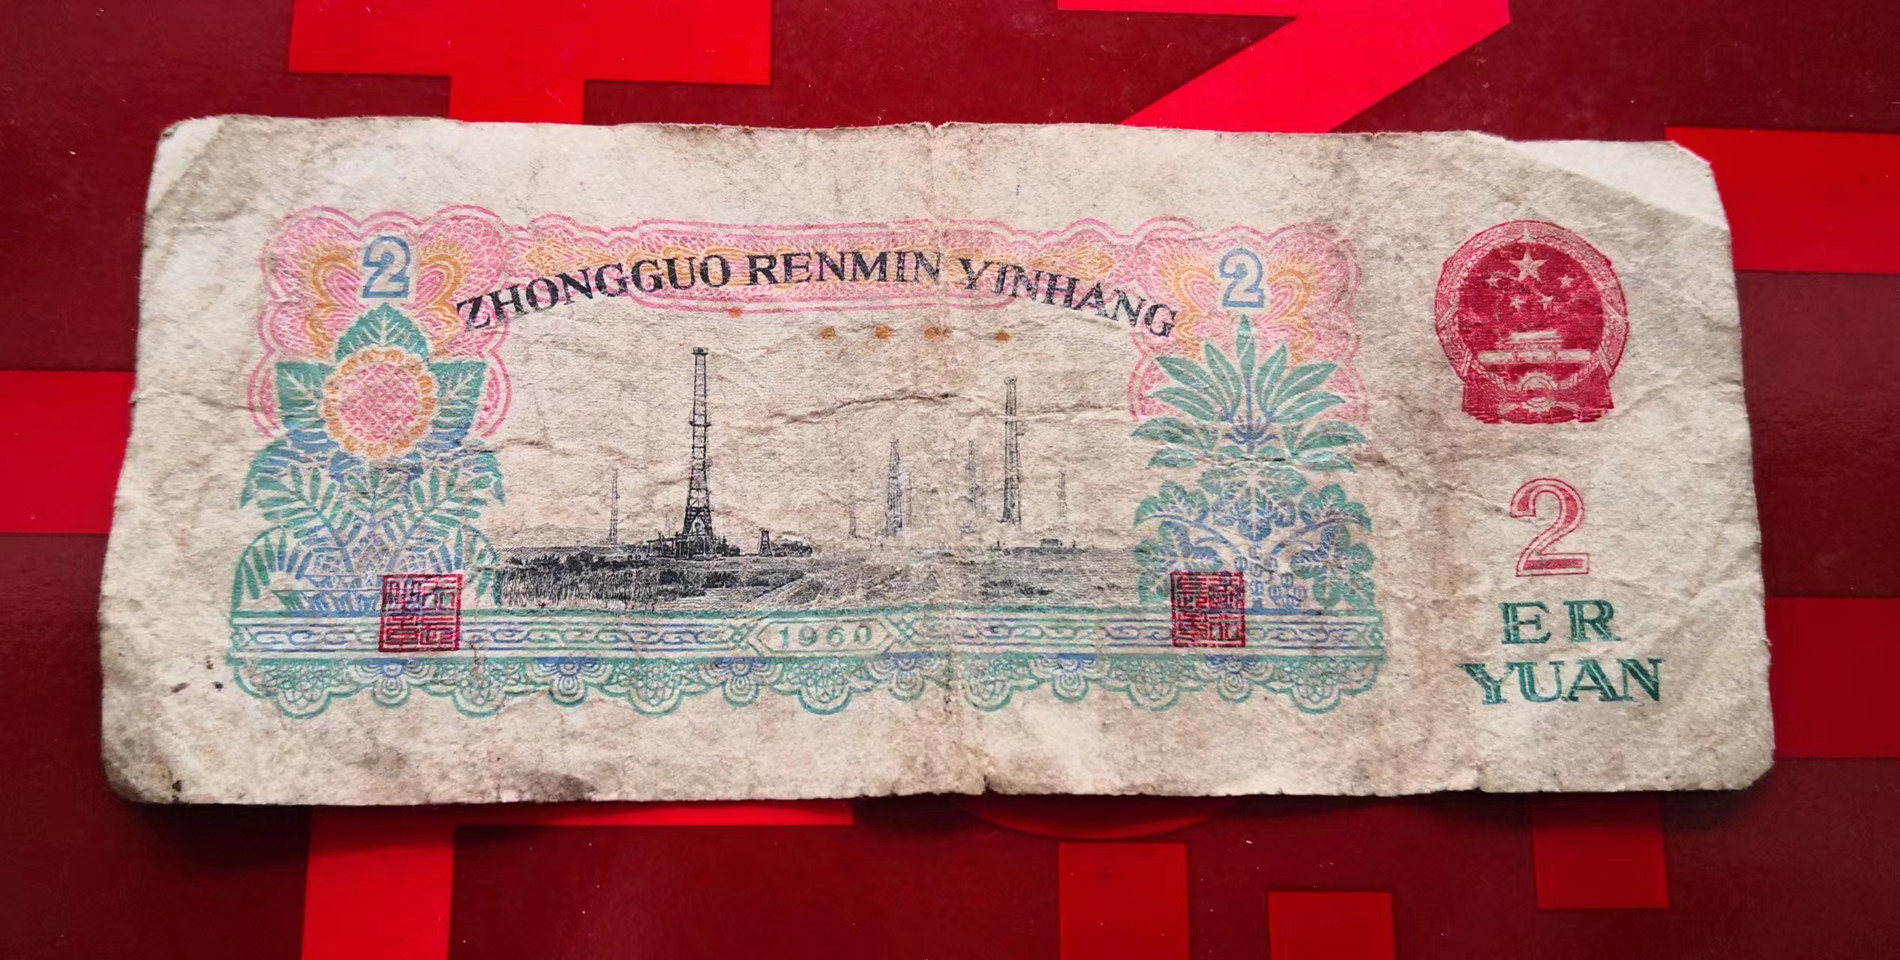 2
2
ZHONGGUO RENMIN YINHANG
2
ER
YUAN
1960